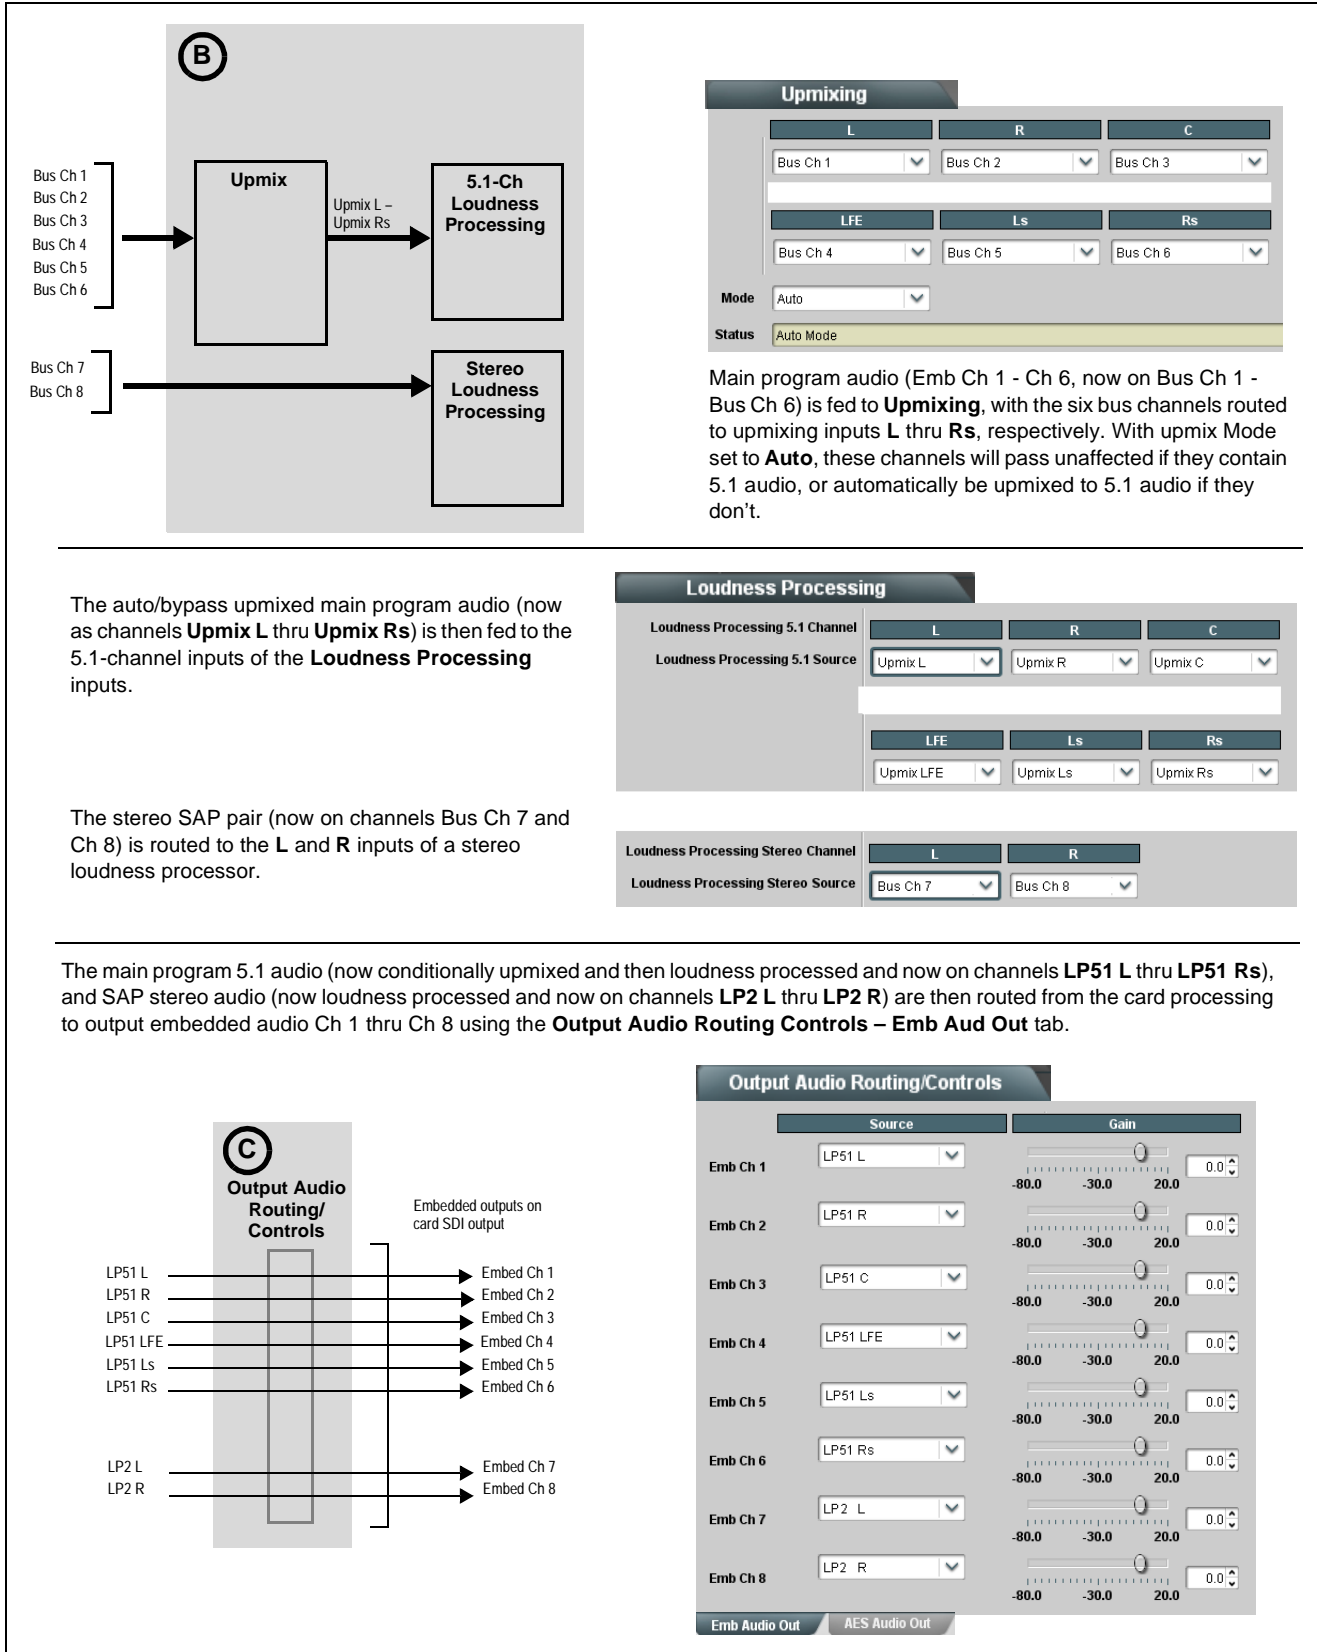 B
Bus Ch 1
Bus Ch 2
Bus Ch 3
Bus Ch 4
Bus Ch 5
Bus Ch 6
Upmix
Upmix L –
Upmix Rs
5.1-Ch
Loudness
Processing
Bus Ch 7
Bus Ch 8
Stereo
Loudness
Processing
Upmixing
L R C
Bus Ch 1 Bus Ch 2 Bus Ch 3
LFE Ls Rs
Bus Ch 4 Bus Ch 5 Bus Ch 6
Mode Auto
Status Auto Mode
Main program audio (Emb Ch 1 - Ch 6, now on Bus Ch 1 -
Bus Ch 6) is fed to Upmixing, with the six bus channels routed
to upmixing inputs L thru Rs, respectively. With upmix Mode
set to Auto, these channels will pass unaffected if they contain
5.1 audio, or automatically be upmixed to 5.1 audio if they
don't.
The auto/bypass upmixed main program audio (now
as channels Upmix L thru Upmix Rs) is then fed to the
5.1-channel inputs of the Loudness Processing
inputs.
Loudness Processing
Loudness Processing 5.1 Channel L R C
Loudness Processing 5.1 Source Upmix L Upmix R Upmix C
LFE Ls Rs
Upmix LFE Upmix Ls Upmix Rs
The stereo SAP pair (now on channels Bus Ch 7 and
Ch 8) is routed to the L and R inputs of a stereo
loudness processor.
Loudness Processing Stereo Channel L R
Loudness Processing Stereo Source Bus Ch 7 Bus Ch 8
The main program 5.1 audio (now conditionally upmixed and then loudness processed and now on channels LP51 L thru LP51 Rs),
and SAP stereo audio (now loudness processed and now on channels LP2 L thru LP2 R) are then routed from the card processing
to output embedded audio Ch 1 thru Ch 8 using the Output Audio Routing Controls – Emb Aud Out tab.
C
Output Audio
Routing/
Controls
Embedded outputs on
card SDI output
LP51 L Embed Ch 1
LP51 R Embed Ch 2
LP51 C Embed Ch 3
LP51 LFE Embed Ch 4
LP51 Ls Embed Ch 5
LP51 Rs Embed Ch 6
LP2 L Embed Ch 7
LP2 R Embed Ch 8
Output Audio Routing/Controls
Source Gain
Emb Ch 1 LP51 L 0.0
-80.0 -30.0 20.0
Emb Ch 2 LP51 R 0.0
-80.0 -30.0 20.0
Emb Ch 3 LP51 C 0.0
-80.0 -30.0 20.0
Emb Ch 4 LP51 LFE 0.0
-80.0 -30.0 20.0
Emb Ch 5 LP51 Ls 0.0
-80.0 -30.0 20.0
Emb Ch 6 LP51 Rs 0.0
-80.0 -30.0 20.0
Emb Ch 7 LP2 L 0.0
-80.0 -30.0 20.0
Emb Ch 8 LP2 R 0.0
-80.0 -30.0 20.0
Emb Audio Out AES Audio Out